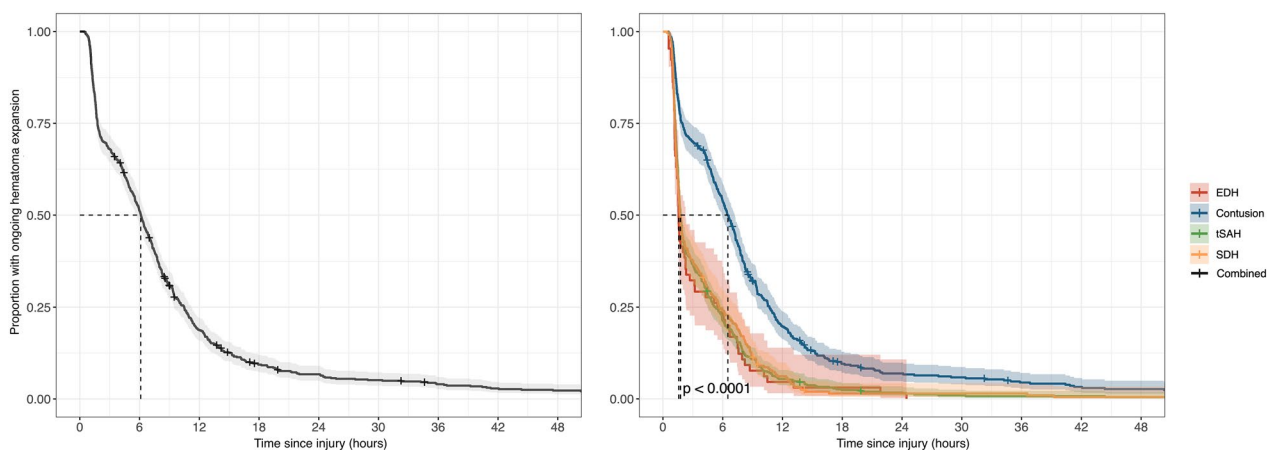 Proportion with ongoing hematoma expansion
1.00
0.75
0.50
0.25
0.00
0 6 12 18 24 30 36 42 48
Time since injury (hours)
1.00
0.75
0.50
0.25
0.00
p < 0.0001
0 6 12 18 24 30 36 42 48
Time since injury (hours)
EDH
Contusion
tSAH
SDH
Combined